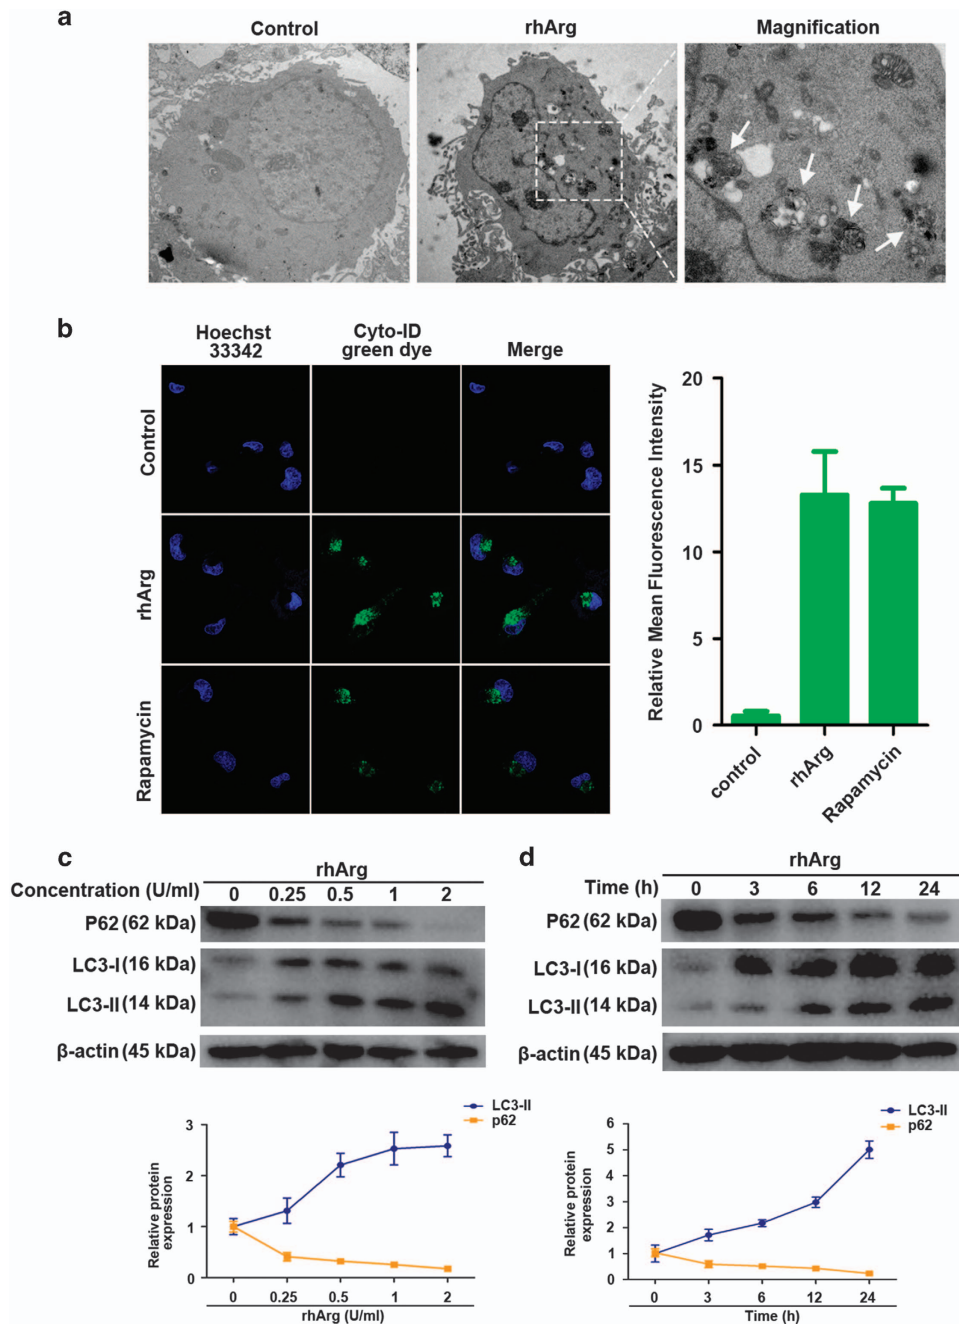 a
Control rhArg Magnification
b
Hoechst 33342 Cyto-ID green dye Merge
Control
rhArg
Rapamycin
Relative Mean Fluorescence Intensity
20
15
10
5
0
control rhArg Rapamycin
c
rhArg
Concentration (U/ml) 0 0.25 0.5 1 2
P62 (62 kDa)
LC3-I (16 kDa)
LC3-II (14 kDa)
β-actin (45 kDa)
LC3-II
p62
Relative protein expression
3
2
1
0
0 0.25 0.5 1 2
rhArg (U/ml)
d
rhArg
Time (h) 0 3 6 12 24
P62 (62 kDa)
LC3-I (16 kDa)
LC3-II (14 kDa)
β-actin (45 kDa)
LC3-II
p62
Relative protein expression
6
5
4
3
2
1
0
0 3 6 12 24
Time (h)